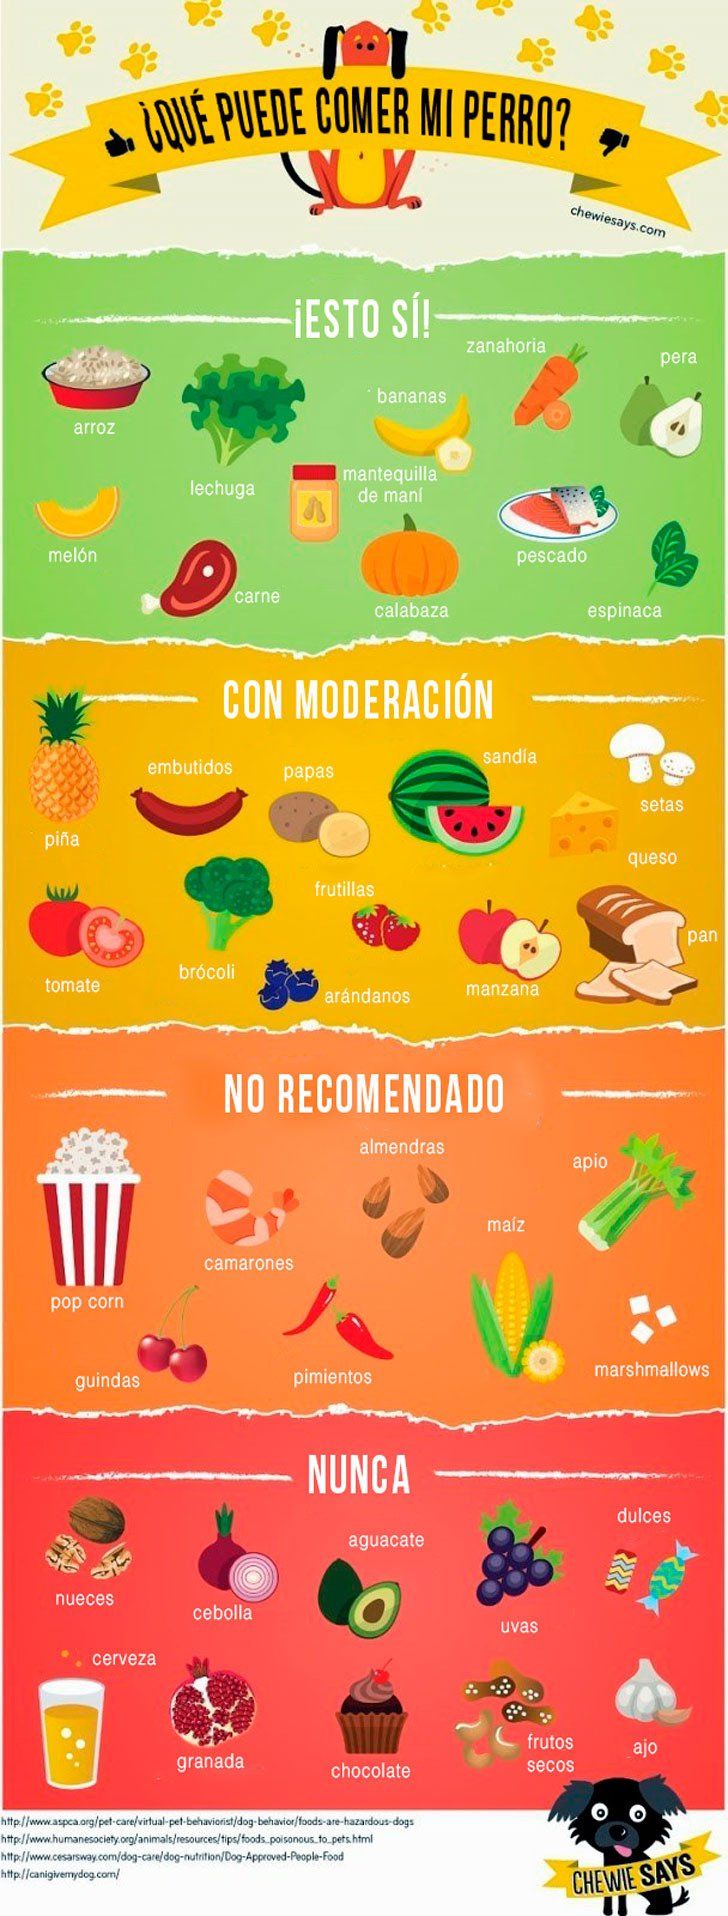 ¿QUÉ PUEDE COMER MI PERRO?
chewiesays.com
¡ESTO SÍ!
zanahoria
pera
bananas
arroz
lechuga
mantequilla
de maní
melón
pescado
carne
calabaza
espinaca
CON MODERACIÓN
embutidos
papas
sandía
setas
piña
queso
frutillas
pan
tomate
brócoli
arándanos
manzana
NO RECOMENDADO
almendras
apio
maíz
camarones
pop corn
guindas
pimientos
marshmallows
NUNCA
dulces
aguacate
nueces
cebolla
uvas
cerveza
granada
chocolate
frutos
secos
ajo
http://www.aspca.org/pet-care/virtual-pet-behaviorist/dog-behavior/foods-are-hazardous-dogs
http://www.humanesociety.org/animals/resources/tips/foods_poisonous_to_pets.html
http://www.cesarsway.com/dog-care/dog-nutrition/Dog-Approved-People-Food
http://canigivemydog.com/
CHEWIE SAYS